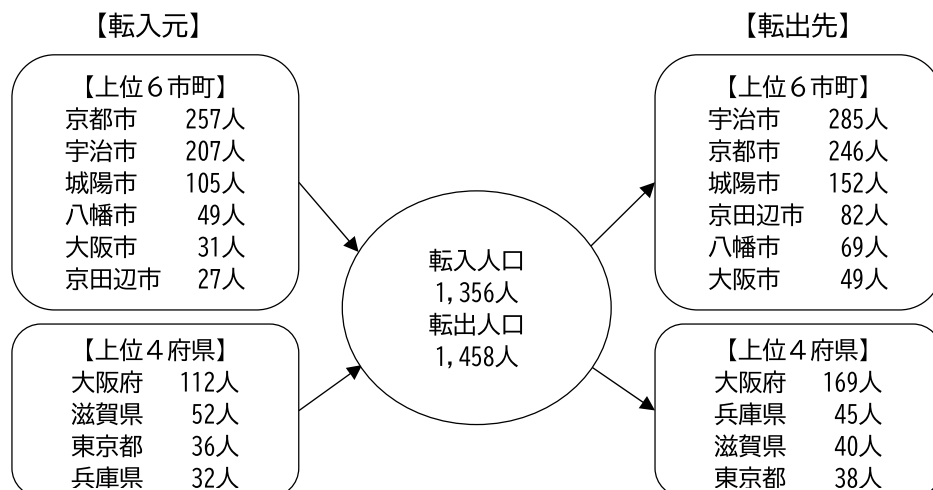 【転入元】
【上位６市町】
京都市 257人
宇治市 207人
城陽市 105人
八幡市 49人
大阪市 31人
京田辺市 27人
【上位４府県】
大阪府 112人
滋賀県 52人
東京都 36人
兵庫県 32人
転入人口
1,356人
転出人口
1,458人
【転出先】
【上位６市町】
宇治市 285人
京都市 246人
城陽市 152人
京田辺市 82人
八幡市 69人
大阪市 49人
【上位４府県】
大阪府 169人
兵庫県 45人
滋賀県 40人
東京都 38人